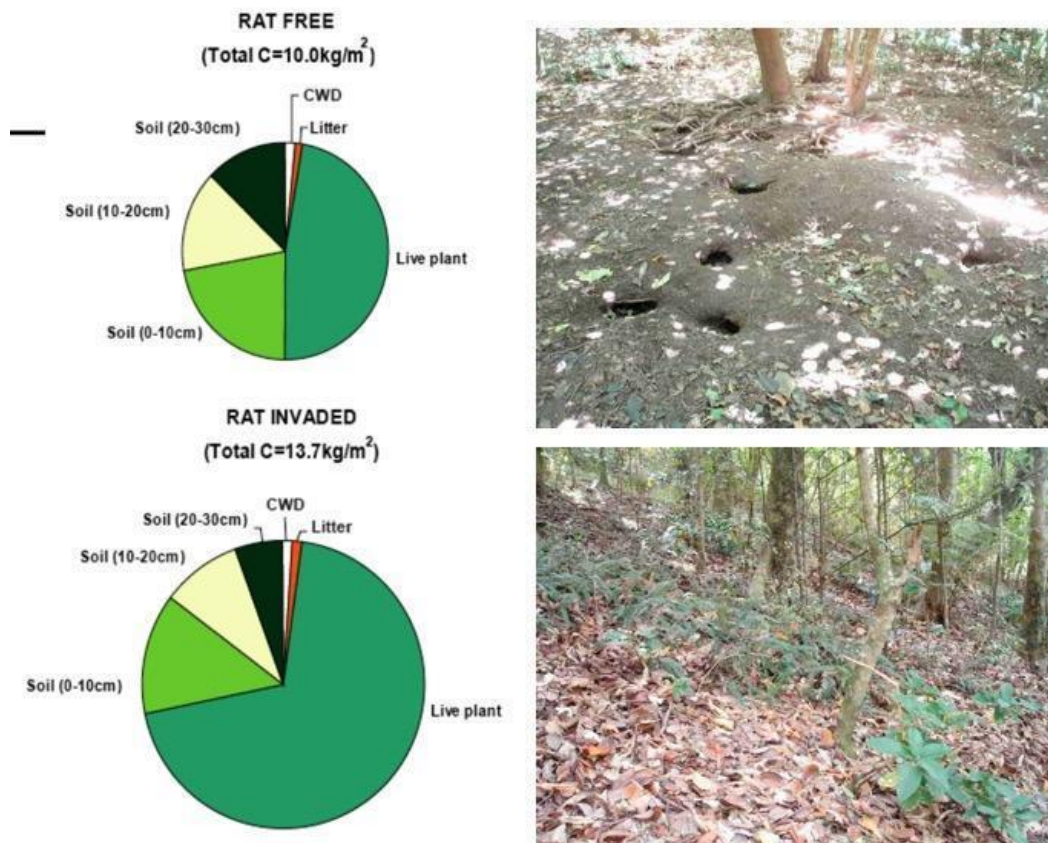 RAT FREE
(Total C=10.0kg/m²)
CWD
Litter
Soil (20-30cm)
Soil (10-20cm)
Live plant
Soil (0-10cm)
RAT INVADED
(Total C=13.7kg/m²)
CWD
Soil (20-30cm)
Litter
Soil (10-20cm)
Soil (0-10cm)
Live plant